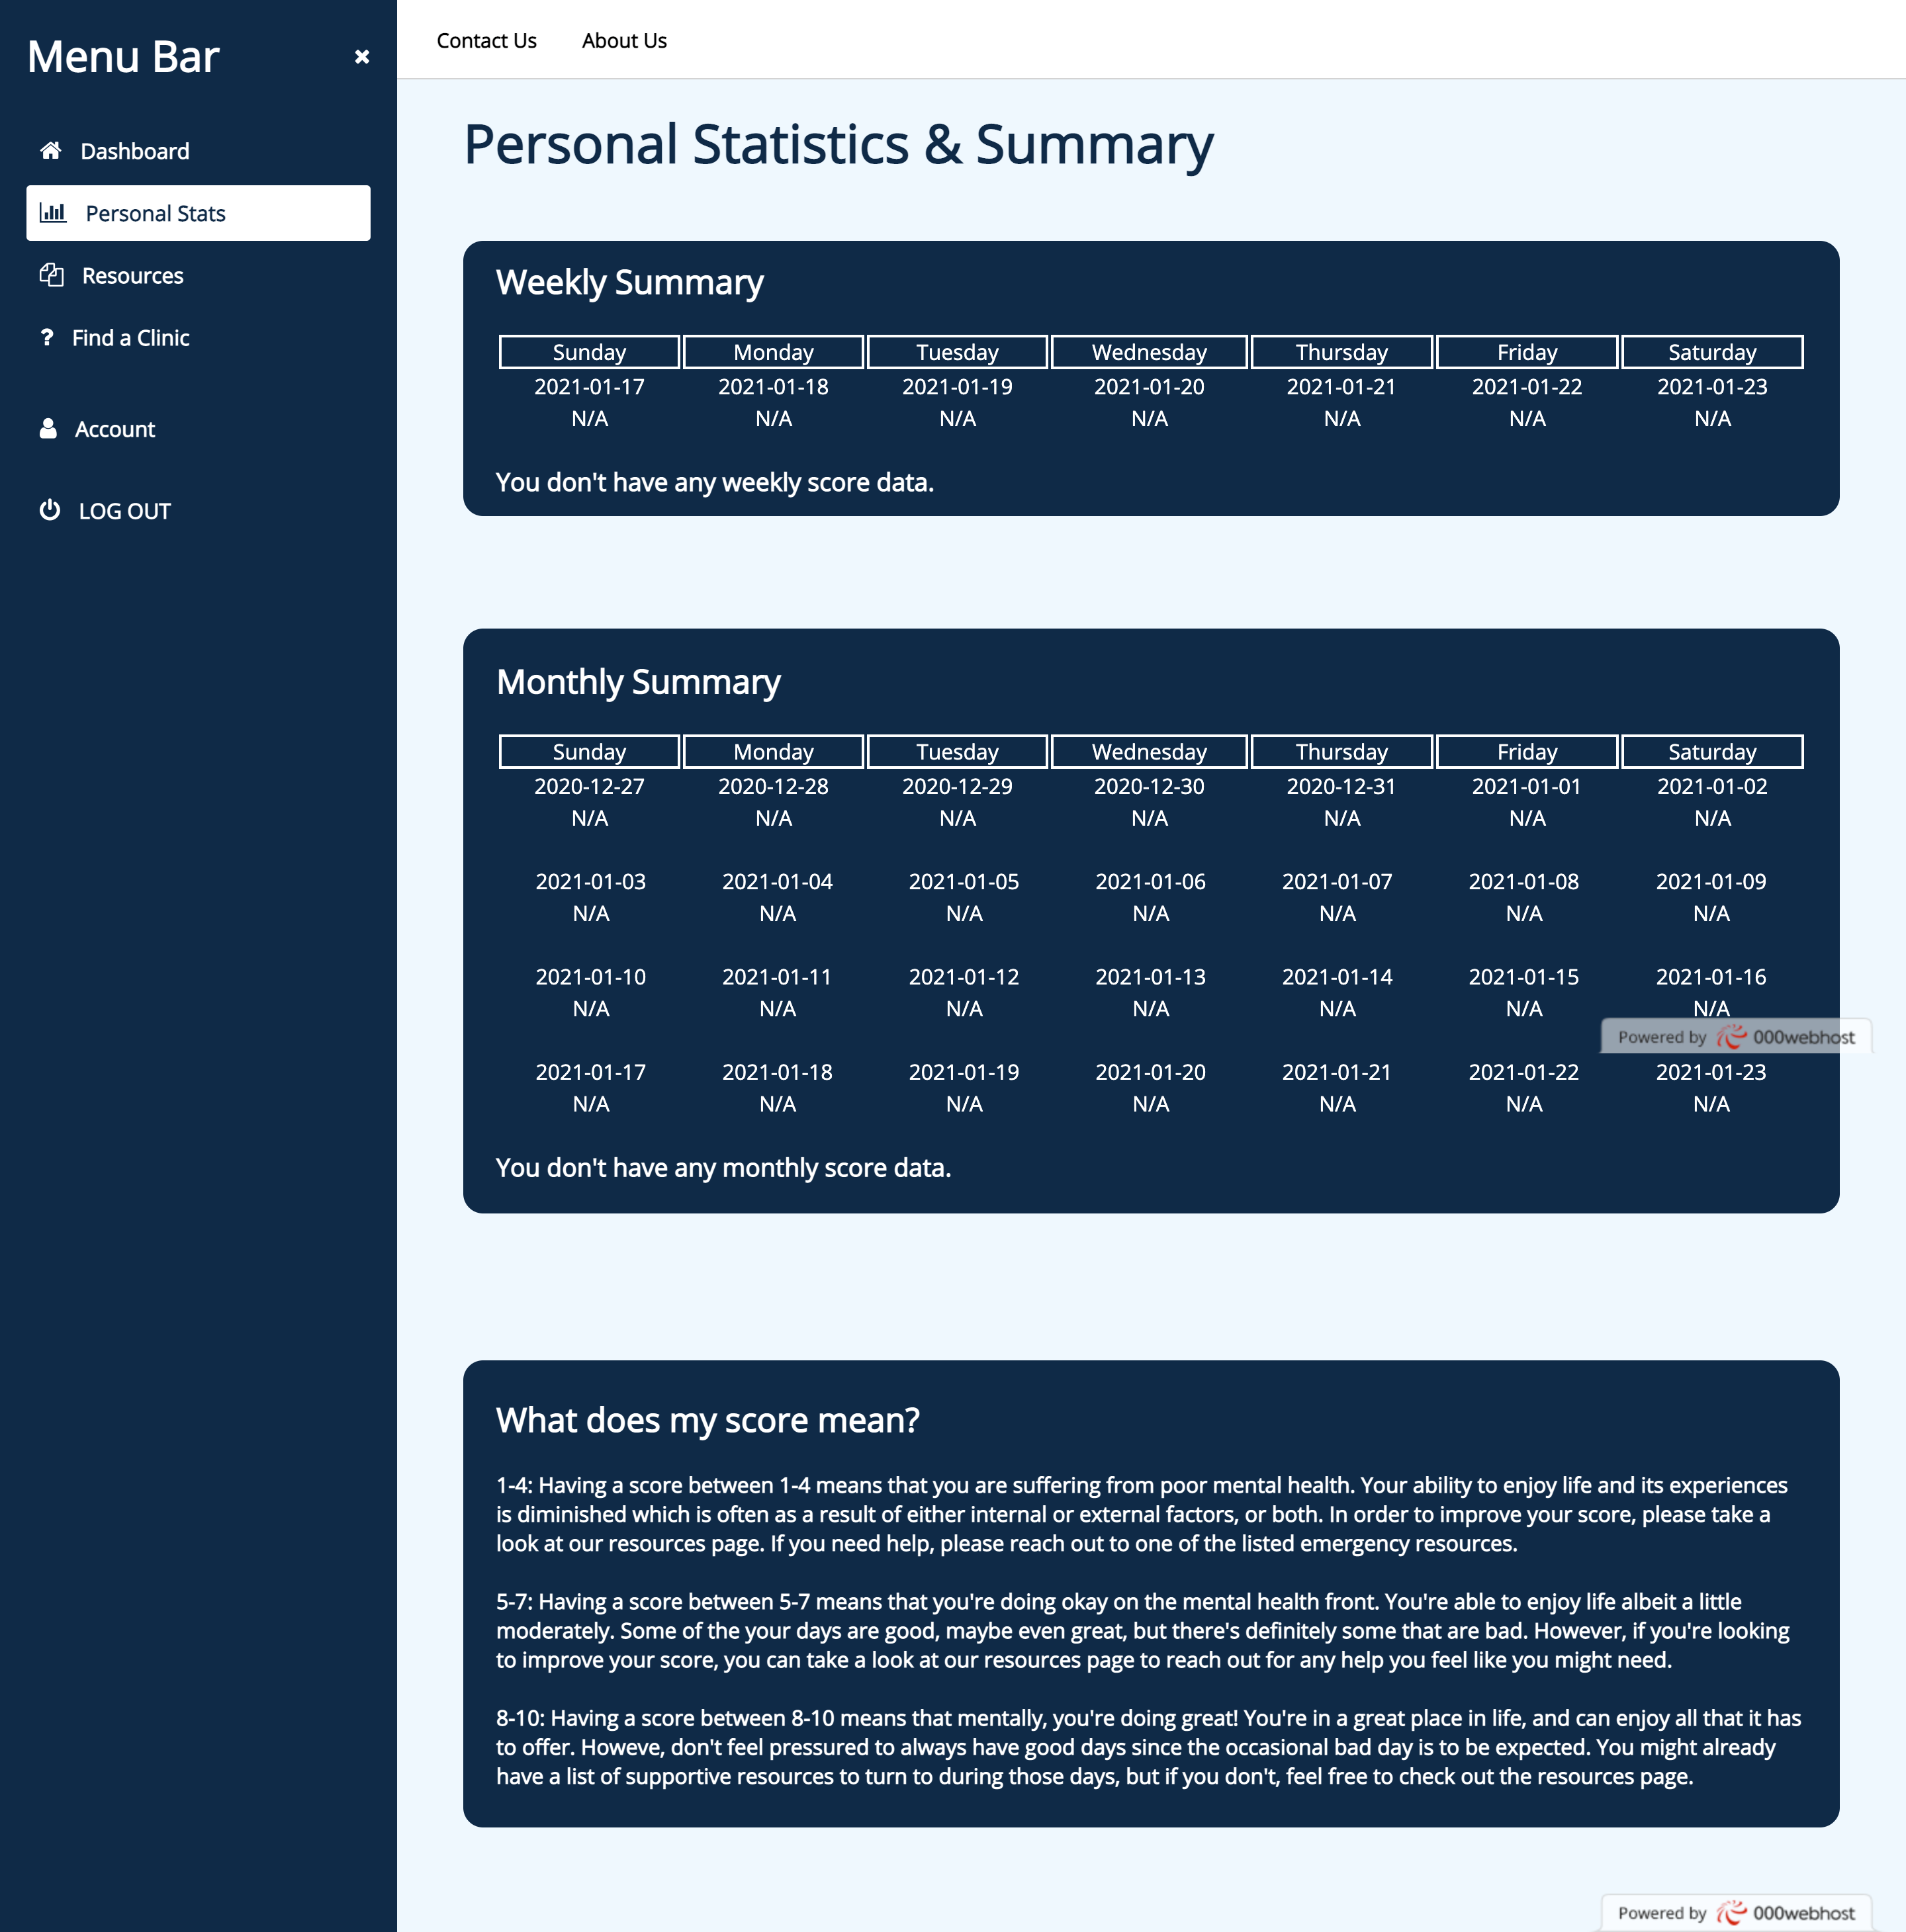 Menu Bar
Contact Us About Us
Dashboard
Personal Stats
Resources
? Find a Clinic
Account
LOG OUT
Personal Statistics & Summary
Weekly Summary
Sunday Monday Tuesday Wednesday Thursday Friday Saturday
2021-01-17 2021-01-18 2021-01-19 2021-01-20 2021-01-21 2021-01-22 2021-01-23
N/A N/A N/A N/A N/A N/A N/A
You don't have any weekly score data.
Monthly Summary
Sunday Monday Tuesday Wednesday Thursday Friday Saturday
2020-12-27 2020-12-28 2020-12-29 2020-12-30 2020-12-31 2021-01-01 2021-01-02
N/A N/A N/A N/A N/A N/A N/A
2021-01-03 2021-01-04 2021-01-05 2021-01-06 2021-01-07 2021-01-08 2021-01-09
N/A N/A N/A N/A N/A N/A N/A
2021-01-10 2021-01-11 2021-01-12 2021-01-13 2021-01-14 2021-01-15 2021-01-16
N/A N/A N/A N/A N/A N/A N/A
Powered by 000webhost
2021-01-17 2021-01-18 2021-01-19 2021-01-20 2021-01-21 2021-01-22 2021-01-23
N/A N/A N/A N/A N/A N/A N/A
You don't have any monthly score data.
What does my score mean?
1-4: Having a score between 1-4 means that you are suffering from poor mental health. Your ability to enjoy life and its experiences
is diminished which is often as a result of either internal or external factors, or both. In order to improve your score, please take a
look at our resources page. If you need help, please reach out to one of the listed emergency resources.
5-7: Having a score between 5-7 means that you're doing okay on the mental health front. You're able to enjoy life albeit a little
moderately. Some of the your days are good, maybe even great, but there's definitely some that are bad. However, if you're looking
to improve your score, you can take a look at our resources page to reach out for any help you feel like you might need.
8-10: Having a score between 8-10 means that mentally, you're doing great! You're in a great place in life, and can enjoy all that it has
to offer. Howeve, don't feel pressured to always have good days since the occasional bad day is to be expected. You might already
have a list of supportive resources to turn to during those days, but if you don't, feel free to check out the resources page.
Powered by 000webhost